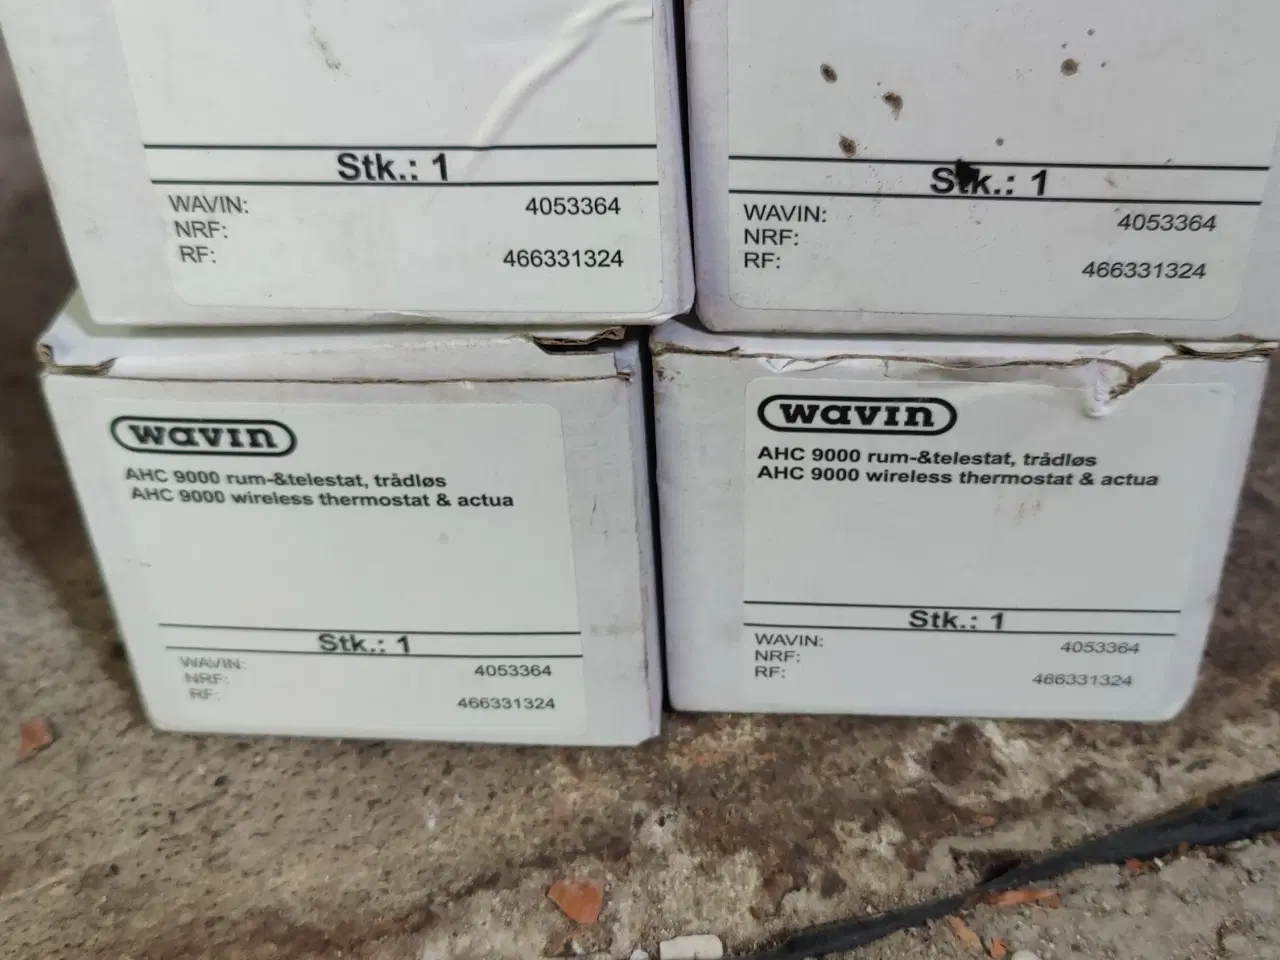 Stk.: 1
WAVIN: 4053364
NRF:
RF: 466331324
Stk.: 1
WAVIN: 4053364
NRF:
RF: 466331324
wavin
AHC 9000 rum-&telestat, trådløs
AHC 9000 wireless thermostat & actua
Stk.: 1
WAVIN: 4053364
NRF:
RF: 466331324
wavin
AHC 9000 rum-&telestat, trådløs
AHC 9000 wireless thermostat & actua
Stk.: 1
WAVIN: 4053364
NRF:
RF: 466331324